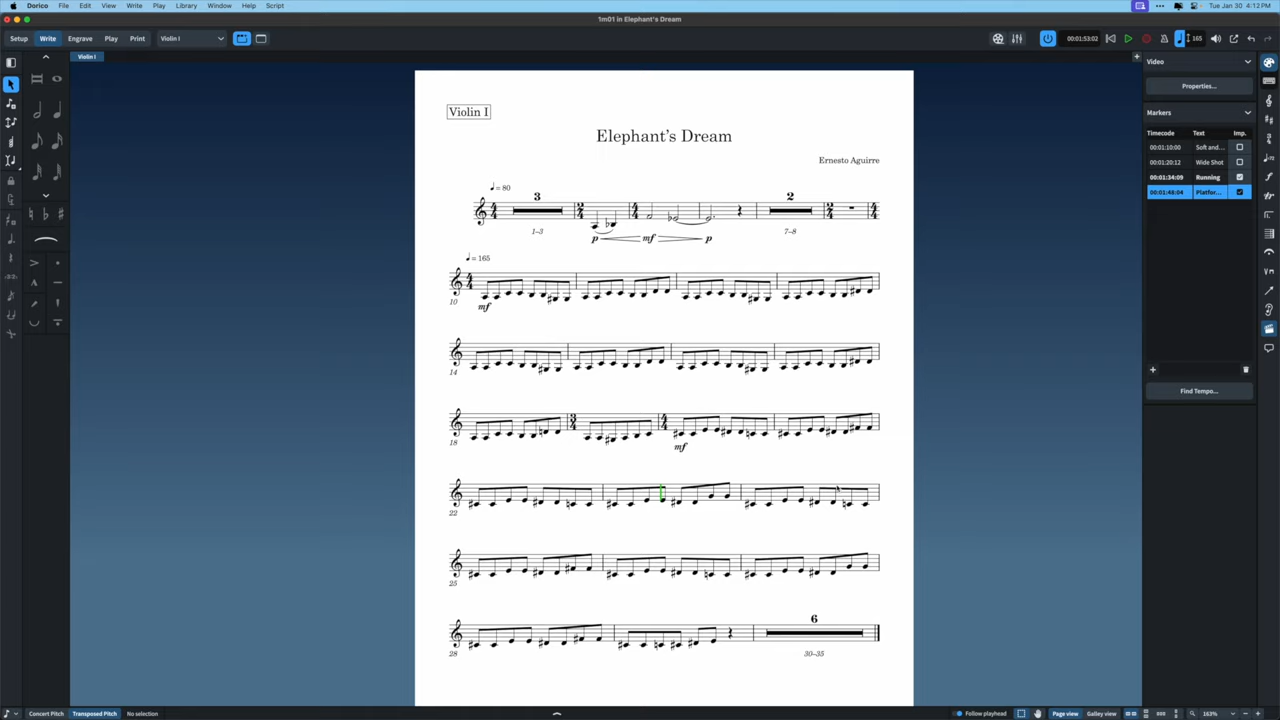 Dorico File Edit View Write Play Library Window Help Script
Tue Jan 30 4:12 PM
1m01 in Elephant's Dream
Setup Write Engrave Play Print Violin I
00:01:53:02
165
Violin I
Video
Properties...
Markers
Timecode Text Imp.
00:01:10:00 Soft and...
00:01:20:12 Wide Shot
00:01:34:09 Running
00:01:48:04 Platfor...
Find Tempo...
Violin I
Elephant's Dream
Ernesto Aguirre
= 80
3
2
1–3
7–8
p mf p
= 165
10
mf
14
18
mf
22
25
28
6
30–35
Concert Pitch Transposed Pitch No selection
Follow playhead
Page view Galley view
163%